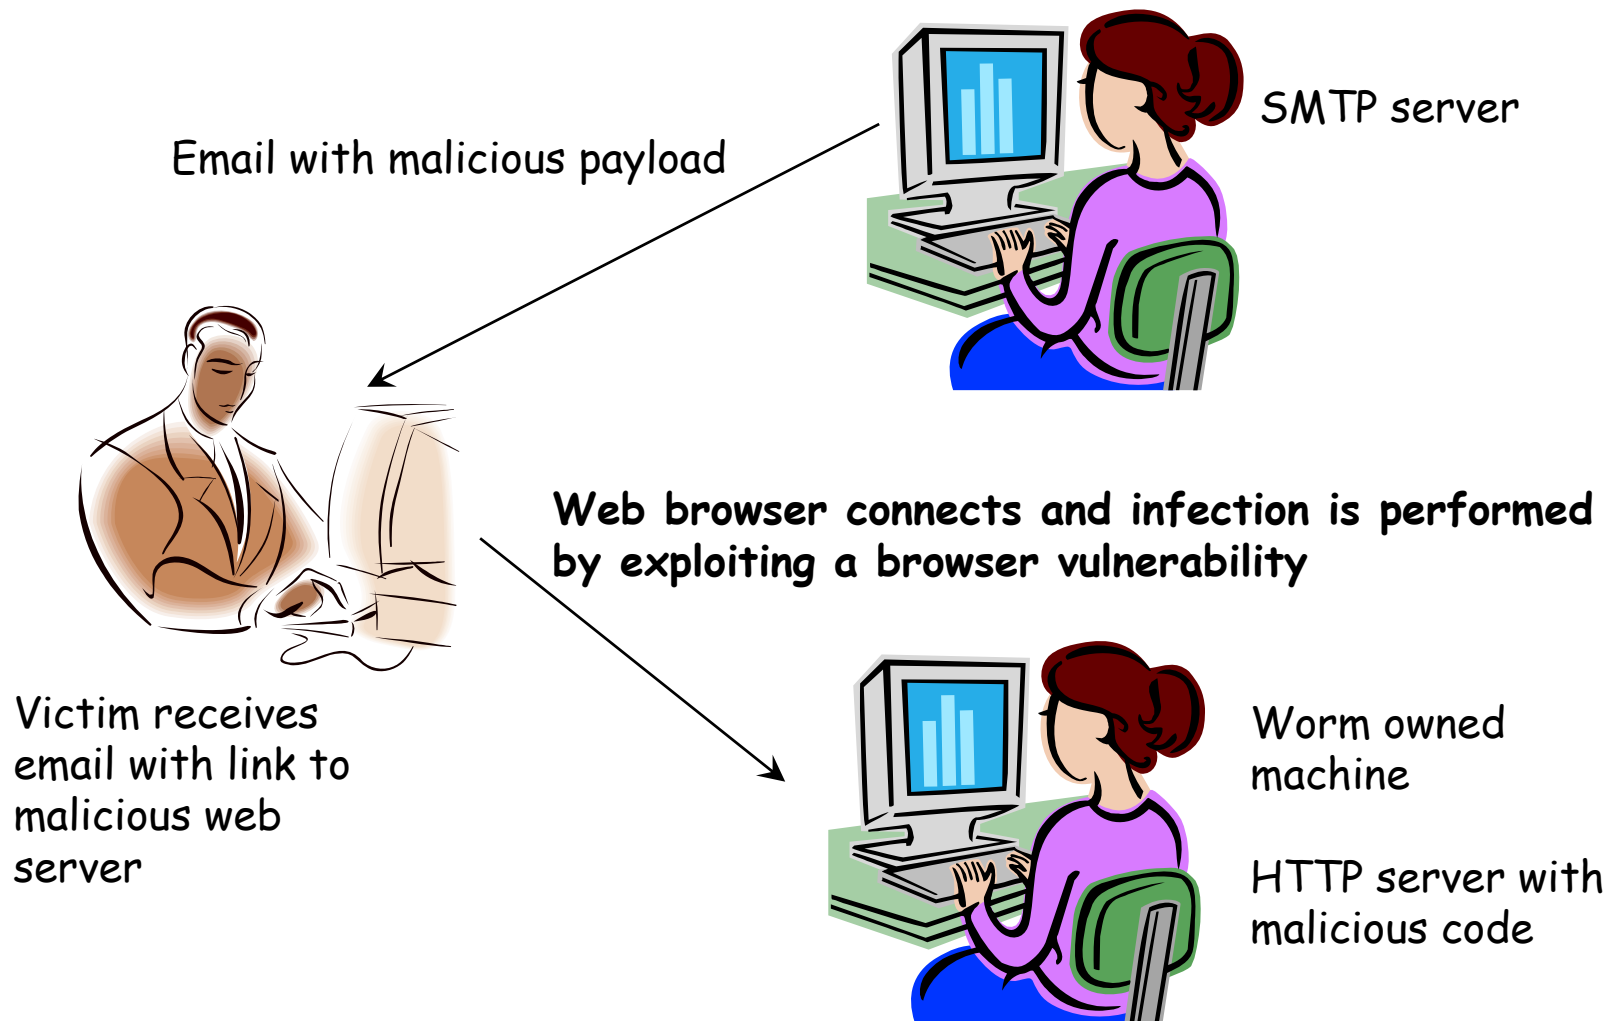 SMTP server
Email with malicious payload
Web browser connects and infection is performed
by exploiting a browser vulnerability
Victim receives
email with link to
malicious web
server
Worm owned
machine
HTTP server with
malicious code